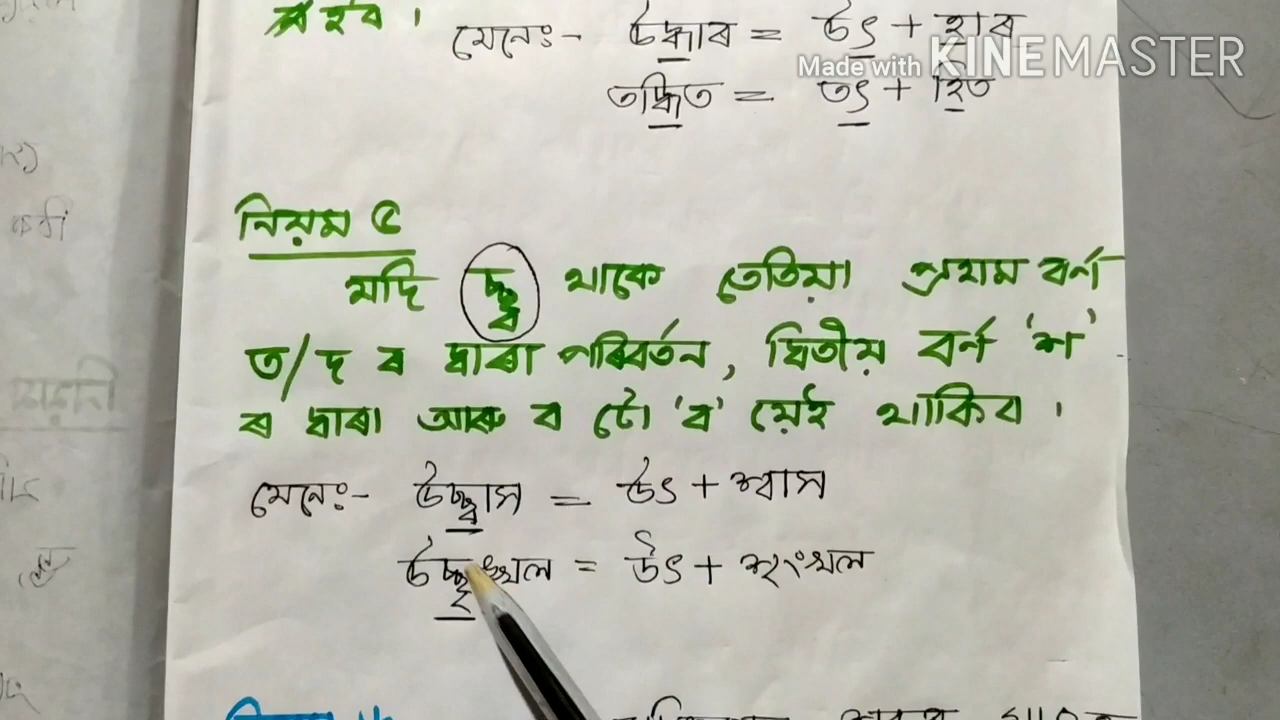 হব ।
যেনেঃ- উদ্ধাৰ = উৎ + হাৰ
Made with KINEMASTER
তদ্ধিত = তৎ + হিত
নিয়ম ৫
যদি চ্ছ্ব থাকে তেতিয়া প্ৰথম বৰ্ণ
ত/দ ৰ দ্বাৰা পৰিবৰ্তন, দ্বিতীয় বৰ্ণ 'শ'
ৰ দ্বাৰা আৰু ব টো 'ব' য়েই থাকিব ।
যেনেঃ- উচ্ছ্বাস = উৎ + শ্বাস
উচ্ছৃঙ্খল = উৎ + শৃংখল